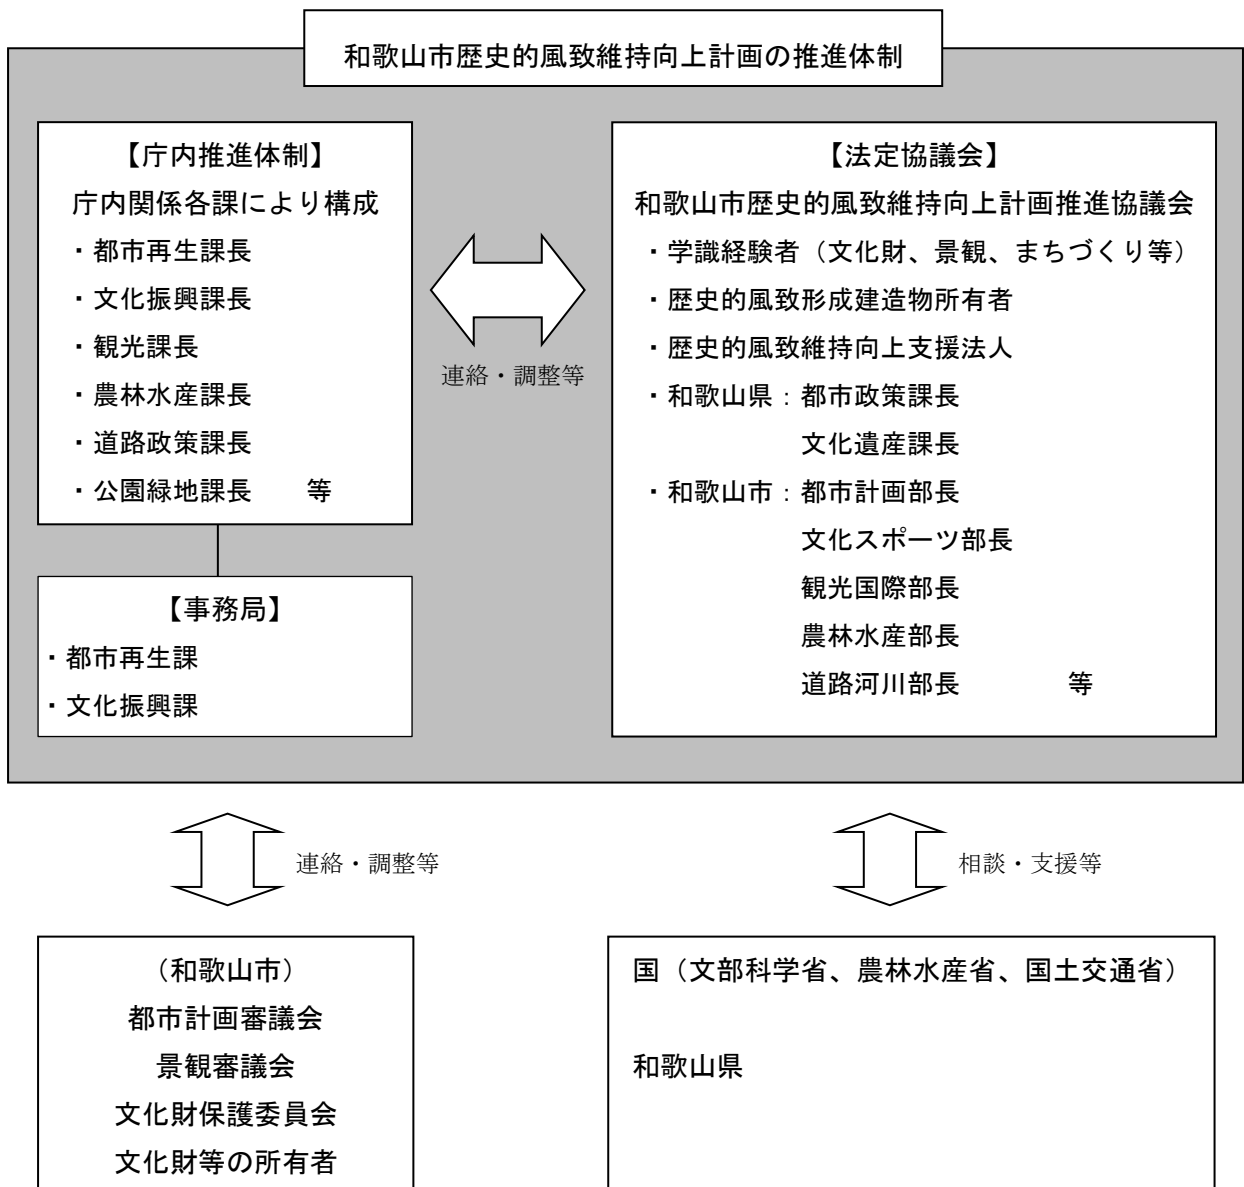 和歌山市歴史的風致維持向上計画の推進体制
【庁内推進体制】
庁内関係各課により構成
・都市再生課長
・文化振興課長
・観光課長
・農林水産課長
・道路政策課長
・公園緑地課長　　等
【事務局】
・都市再生課
・文化振興課
連絡・調整等
【法定協議会】
和歌山市歴史的風致維持向上計画推進協議会
・学識経験者（文化財、景観、まちづくり等）
・歴史的風致形成建造物所有者
・歴史的風致維持向上支援法人
・和歌山県：都市政策課長
文化遺産課長
・和歌山市：都市計画部長
文化スポーツ部長
観光国際部長
農林水産部長
道路河川部長　　　　等
連絡・調整等
相談・支援等
（和歌山市）
都市計画審議会
景観審議会
文化財保護委員会
文化財等の所有者
国（文部科学省、農林水産省、国土交通省）
和歌山県